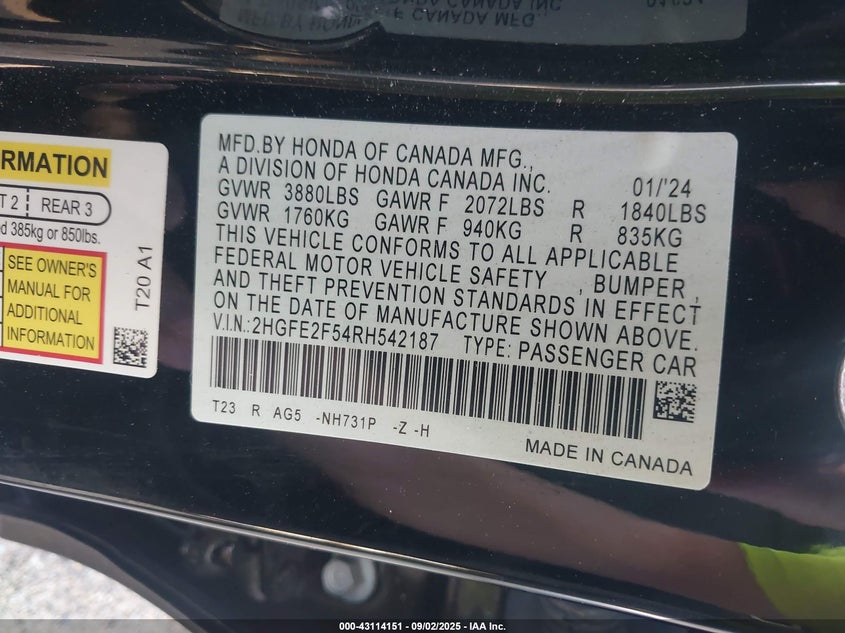 MFD.BY HONDA OF CANADA MFG.,
A DIVISION OF HONDA CANADA INC. 01/'24
GVWR 3880LBS GAWR F 2072LBS R 1840LBS
GVWR 1760KG GAWR F 940KG R 835KG
THIS VEHICLE CONFORMS TO ALL APPLICABLE
FEDERAL MOTOR VEHICLE SAFETY , BUMPER ,
AND THEFT PREVENTION STANDARDS IN EFFECT
ON THE DATE OF MANUFACTURE SHOWN ABOVE.
V.I.N.:2HGFE2F54RH542187 TYPE: PASSENGER CAR
T23 R AG5 -NH731P -Z -H
MADE IN CANADA
RMATION
T 2 REAR 3
d 385kg or 850lbs.
SEE OWNER'S
MANUAL FOR
ADDITIONAL
INFORMATION
T20 A1
000-43114151 - 09/02/2025 - IAA Inc.